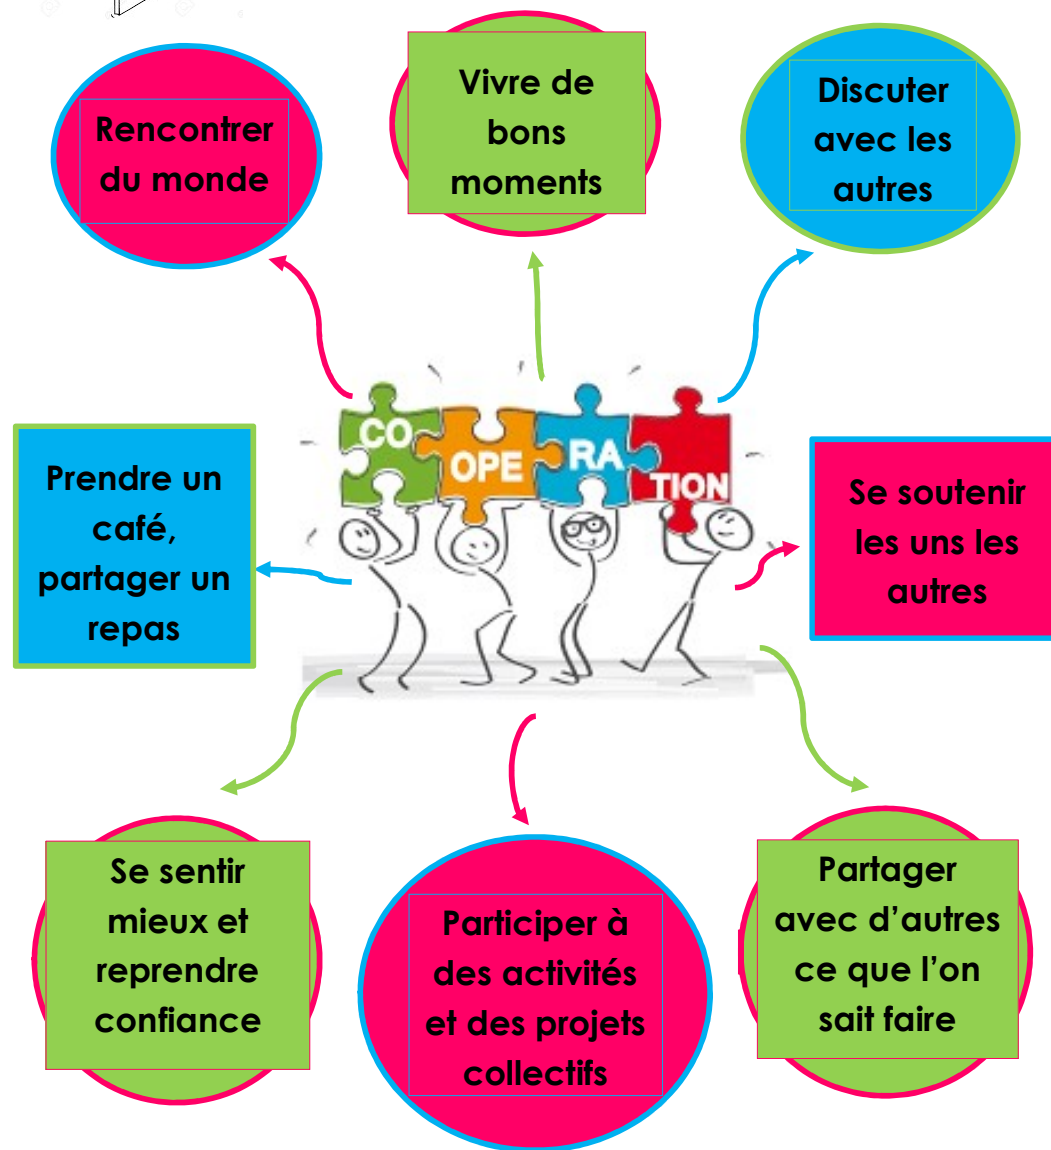 Rencontrer
du monde
Vivre de
bons
moments
Discuter
avec les
autres
CO
OPE
RA
TION
Prendre un
café,
partager un
repas
Se soutenir
les uns les
autres
Se sentir
mieux et
reprendre
confiance
Participer à
des activités
et des projets
collectifs
Partager
avec d’autres
ce que l’on
sait faire